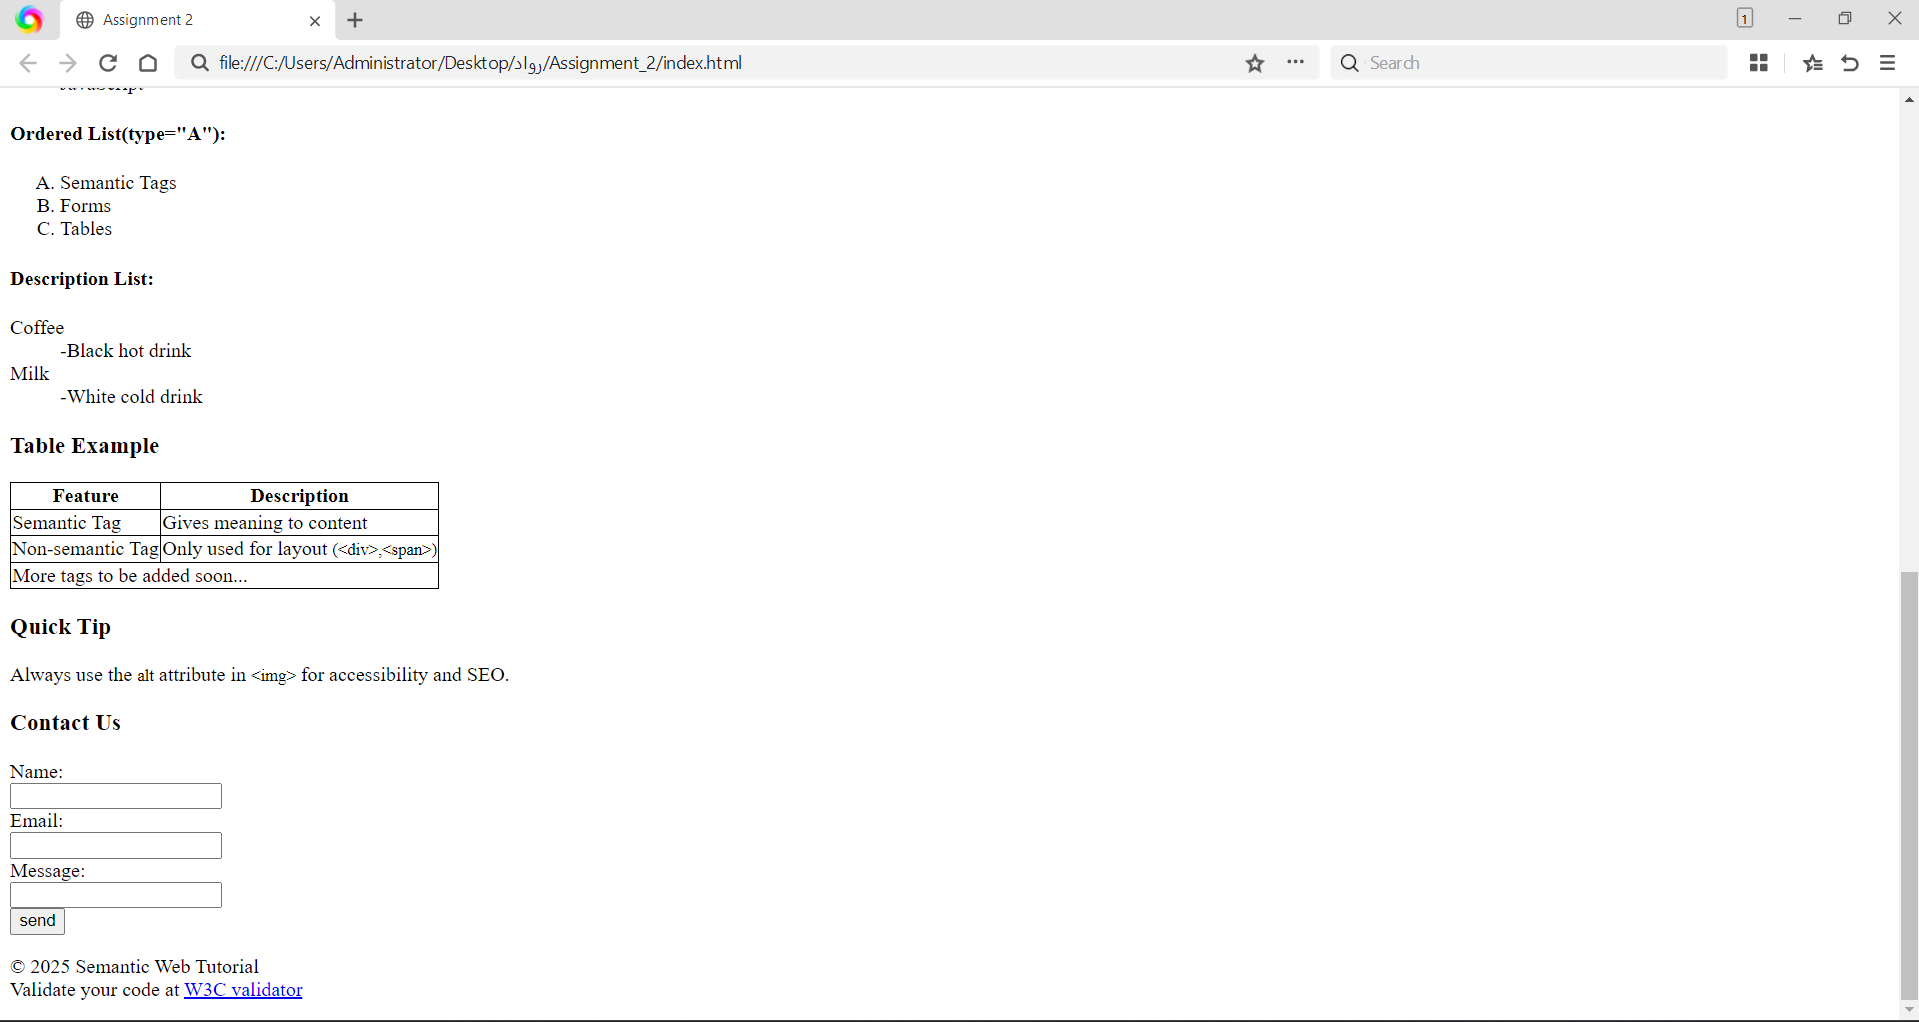 Assignment 2
1
file:///C:/Users/Administrator/Desktop/رواد/Assignment_2/index.html
Search
JavaScript
Ordered List(type="A"):
A. Semantic Tags
B. Forms
C. Tables
Description List:
Coffee
-Black hot drink
Milk
-White cold drink
Table Example
Feature Description
Semantic Tag Gives meaning to content
Non-semantic Tag Only used for layout (<div>,<span>)
More tags to be added soon...
Quick Tip
Always use the alt attribute in <img> for accessibility and SEO.
Contact Us
Name:
Email:
Message:
send
© 2025 Semantic Web Tutorial
Validate your code at W3C validator